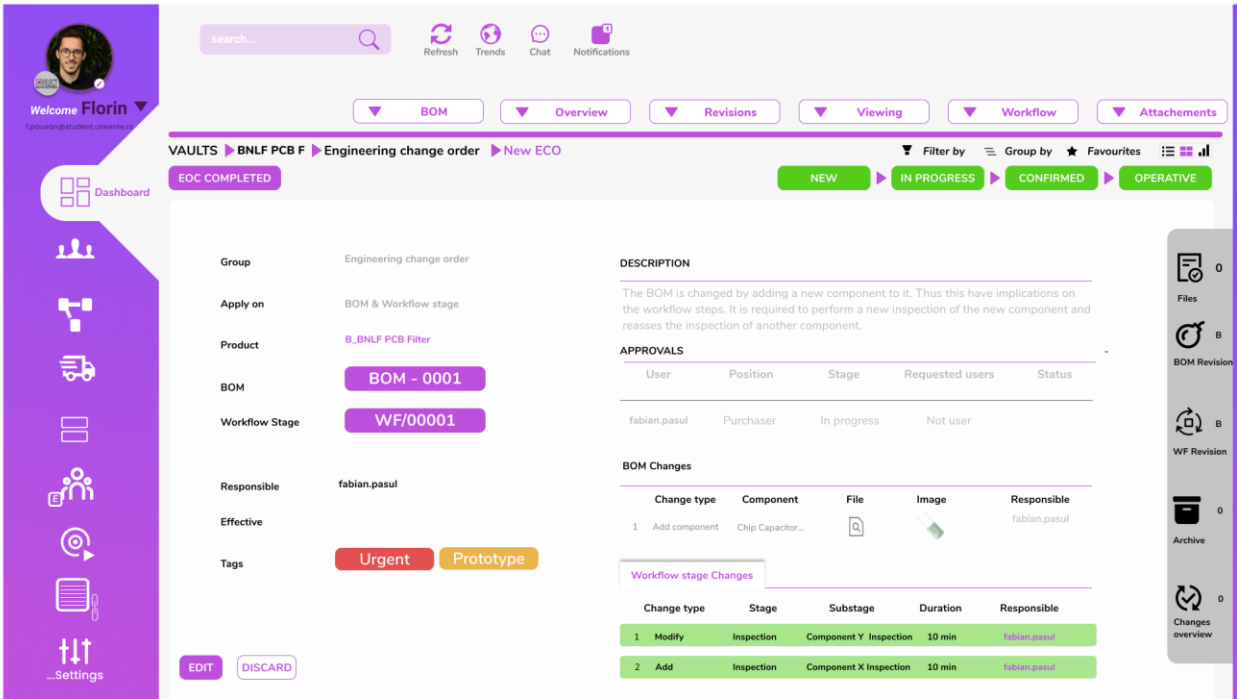 search...
Refresh
Trends
Chat
1
Notifications
Welcome Florin
f.pausan@student.utwente.nl
BOM
Overview
Revisions
Viewing
Workflow
Attachements
VAULTS BNLF PCB F Engineering change order New ECO
Filter by
Group by
Favourites
EOC COMPLETED
NEW
IN PROGRESS
CONFIRMED
OPERATIVE
Dashboard
Group
Engineering change order
Apply on
BOM & Workflow stage
Product
B_BNLF PCB Filter
BOM
BOM - 0001
Workflow Stage
WF/00001
Responsible
fabian.pasul
Effective
Tags
Urgent
Prototype
EDIT
DISCARD
DESCRIPTION
The BOM is changed by adding a new component to it. Thus this have implications on
the workflow steps. It is required to perform a new inspection of the new component and
reasses the inspection of another component.
APPROVALS
-
User Position Stage Requested users Status
fabian.pasul Purchaser In progress Not user
BOM Changes
Change type Component File Image Responsible
1 Add component Chip Capacitor... fabian.pasul
Workflow stage Changes
Change type Stage Substage Duration Responsible
1 Modify Inspection Component Y Inspection 10 min fabian.pasul
2 Add Inspection Component X Inspection 10 min fabian.pasul
0
Files
B
BOM Revision
B
WF Revision
0
Archive
0
Changes
overview
E
...Settings